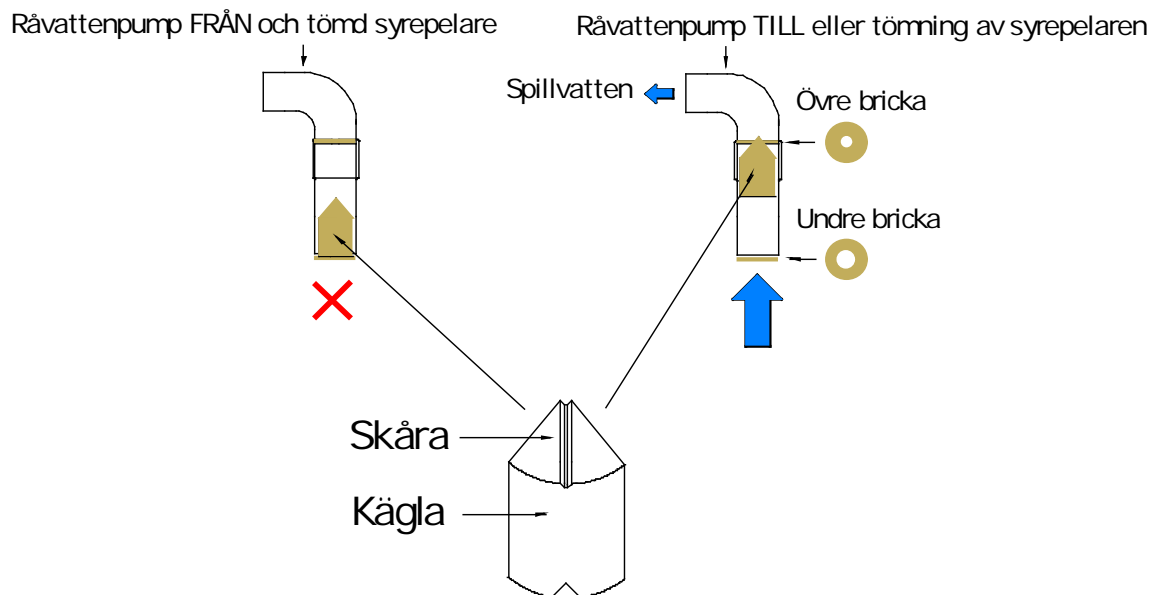 Råvattenpump FRÅN och tömd syrepelare
Råvattenpump TILL eller tömning av syrepelaren
Spillvatten
Övre bricka
Undre bricka
Skåra
Kägla